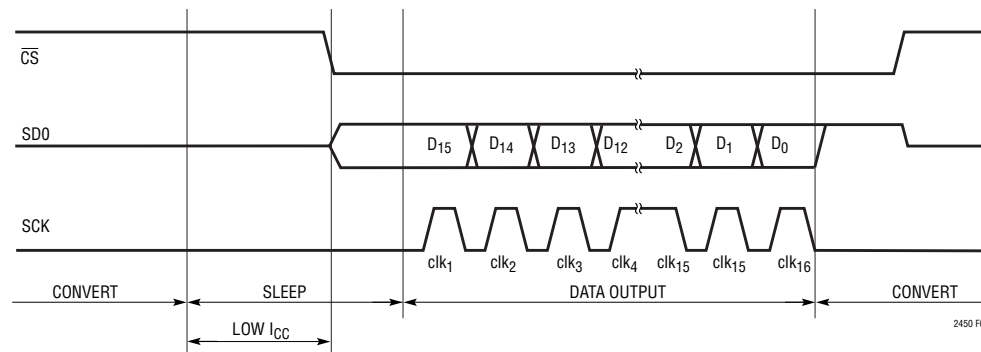 CS
SD0
D15 D14 D13 D12 D2 D1 D0
SCK
clk1 clk2 clk3 clk4 clk15 clk15 clk16
CONVERT SLEEP DATA OUTPUT CONVERT
LOW ICC
2450